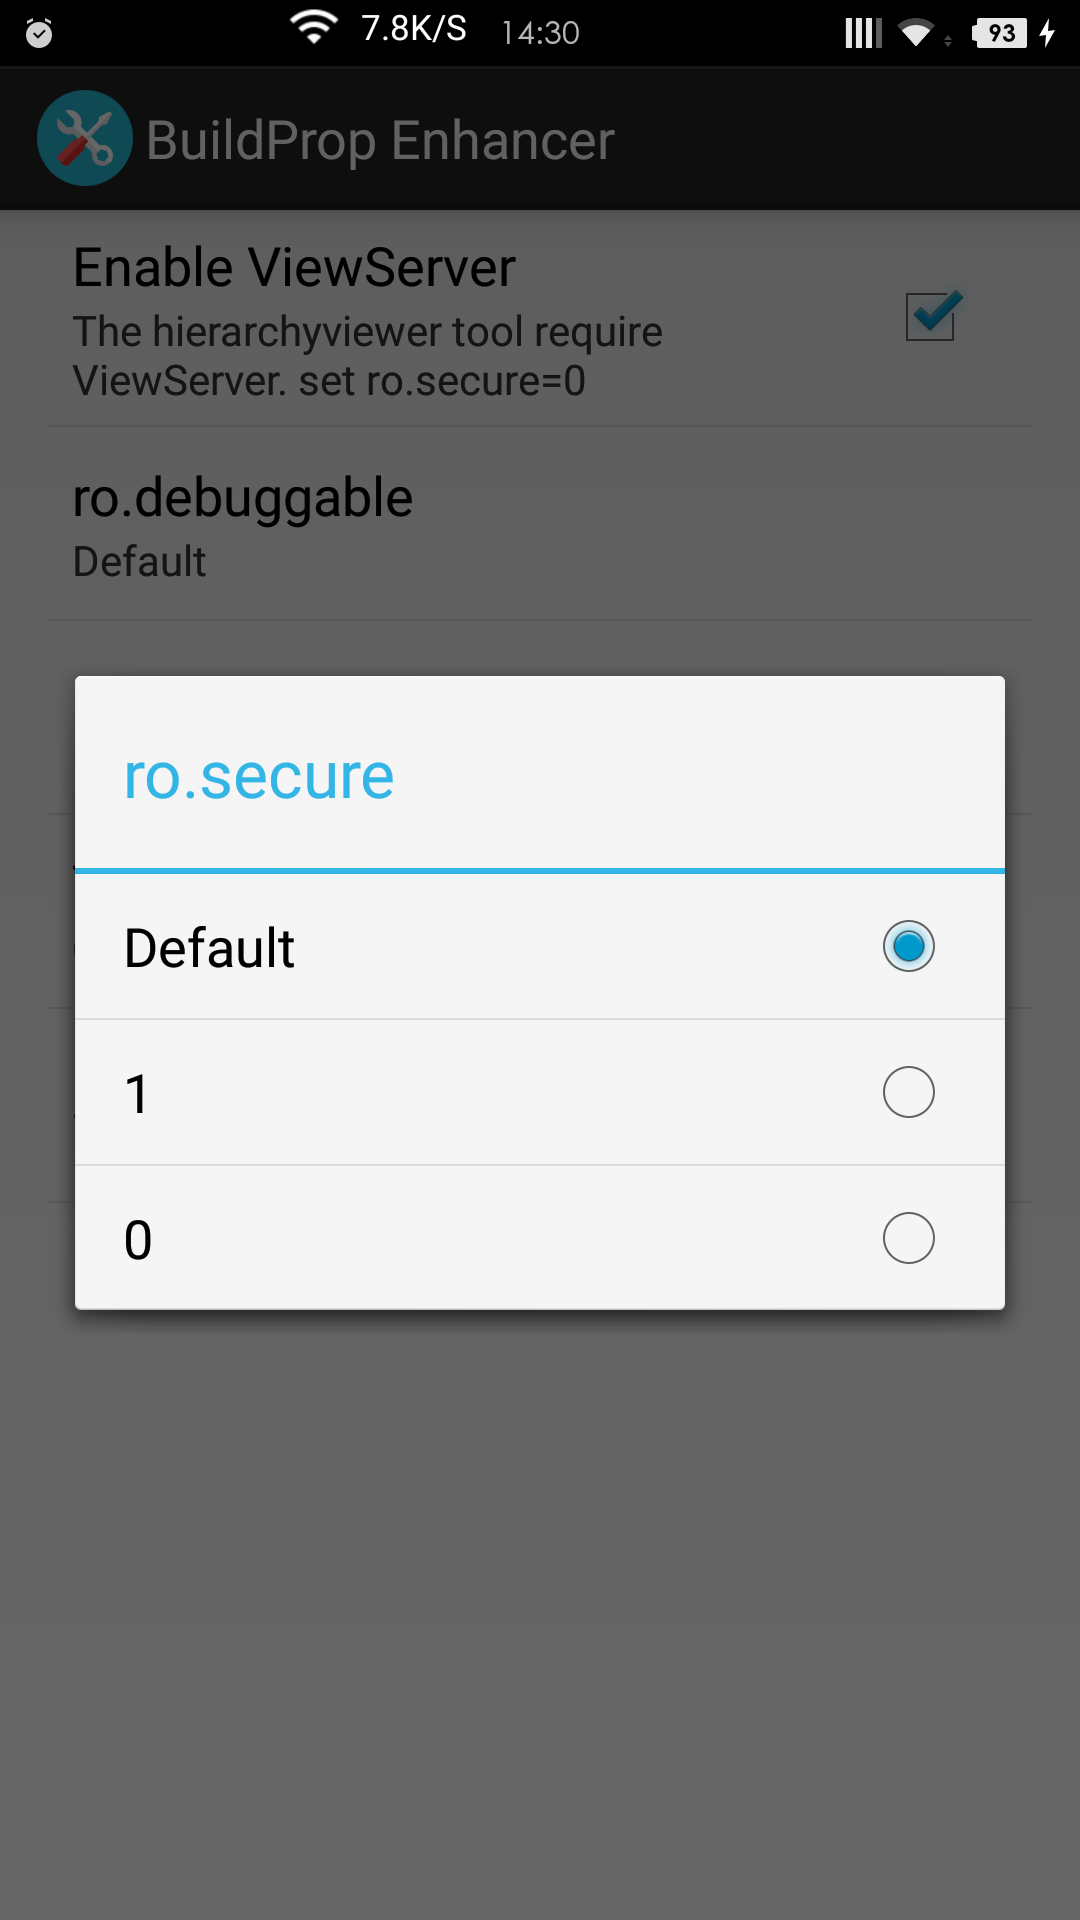 7.8K/S 14:30 93
BuildProp Enhancer
Enable ViewServer
The hierarchyviewer tool require
ViewServer. set ro.secure=0
ro.debuggable
Default
ro.secure
Default
1
0